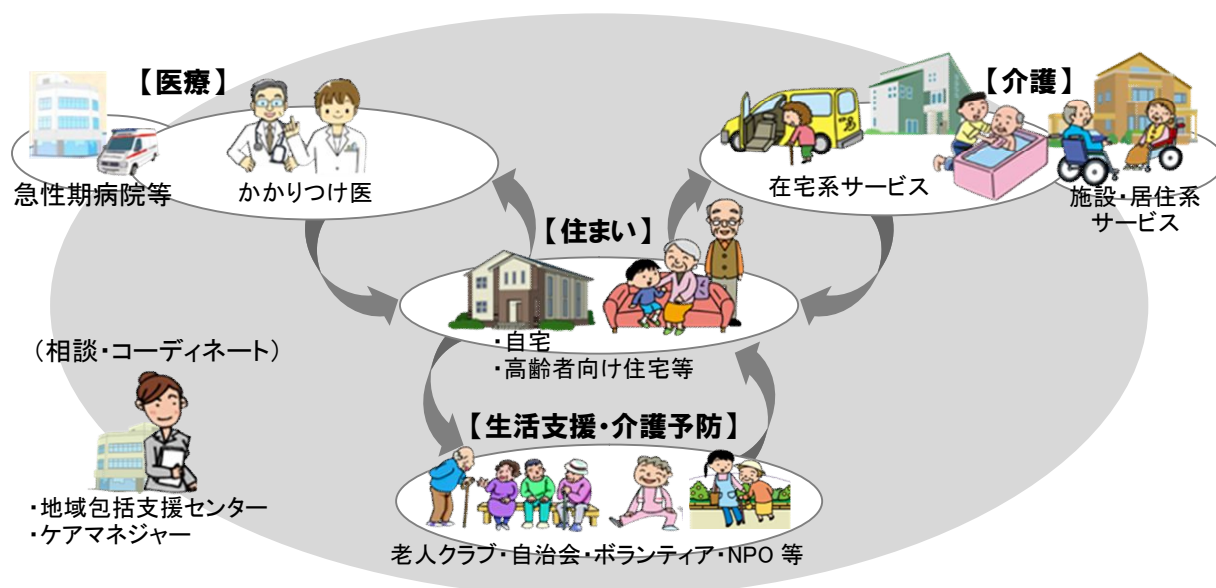 【医療】
急性期病院等
かかりつけ医
【介護】
在宅系サービス
施設・居住系
サービス
【住まい】
・自宅
・高齢者向け住宅等
（相談・コーディネート）
・地域包括支援センター
・ケアマネジャー
【生活支援・介護予防】
老人クラブ・自治会・ボランティア・NPO 等